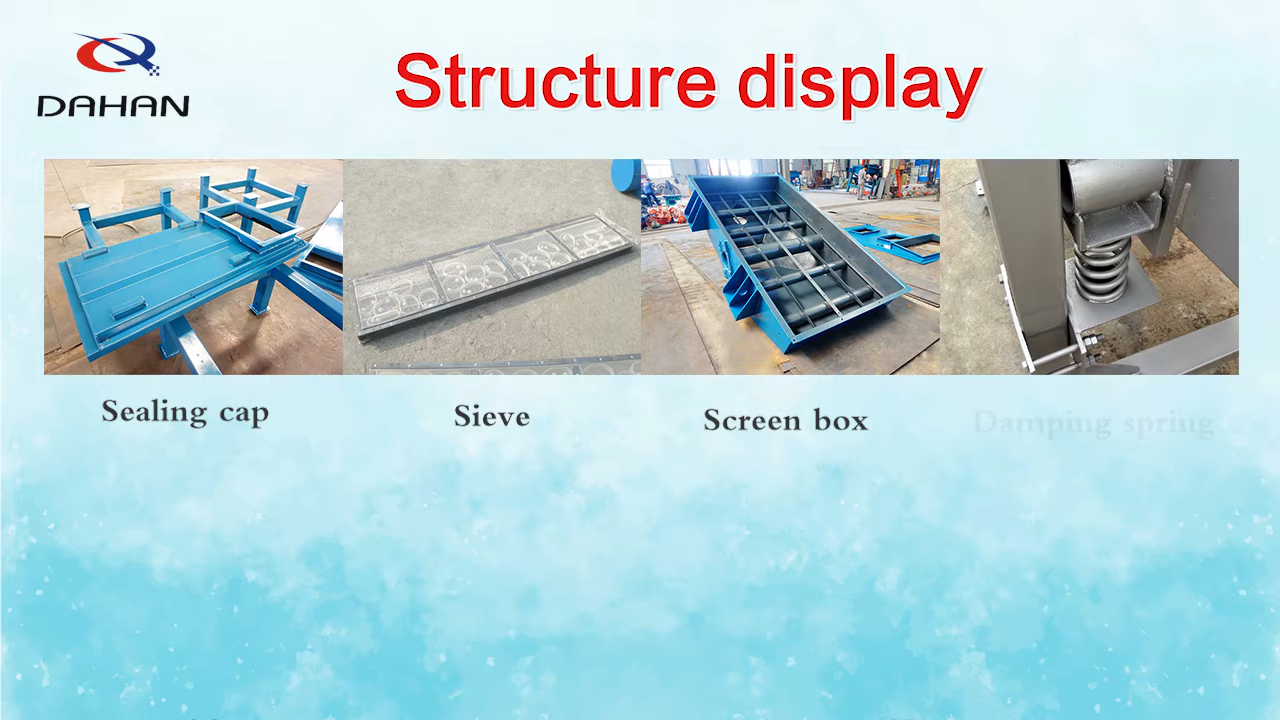 DAHAN
Structure display
Sealing cap
Sieve
Screen box
Damping spring